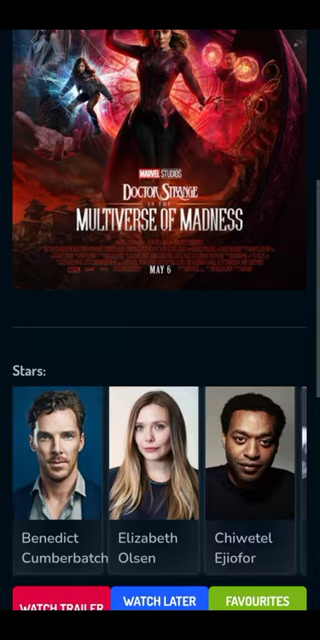 MARVEL STUDIOS
DOCTOR STRANGE
IN THE
MULTIVERSE OF MADNESS
MAY 6
Stars:
Benedict
Cumberbatch
Elizabeth
Olsen
Chiwetel
Ejiofor
WATCH TRAILER
WATCH LATER
FAVOURITES